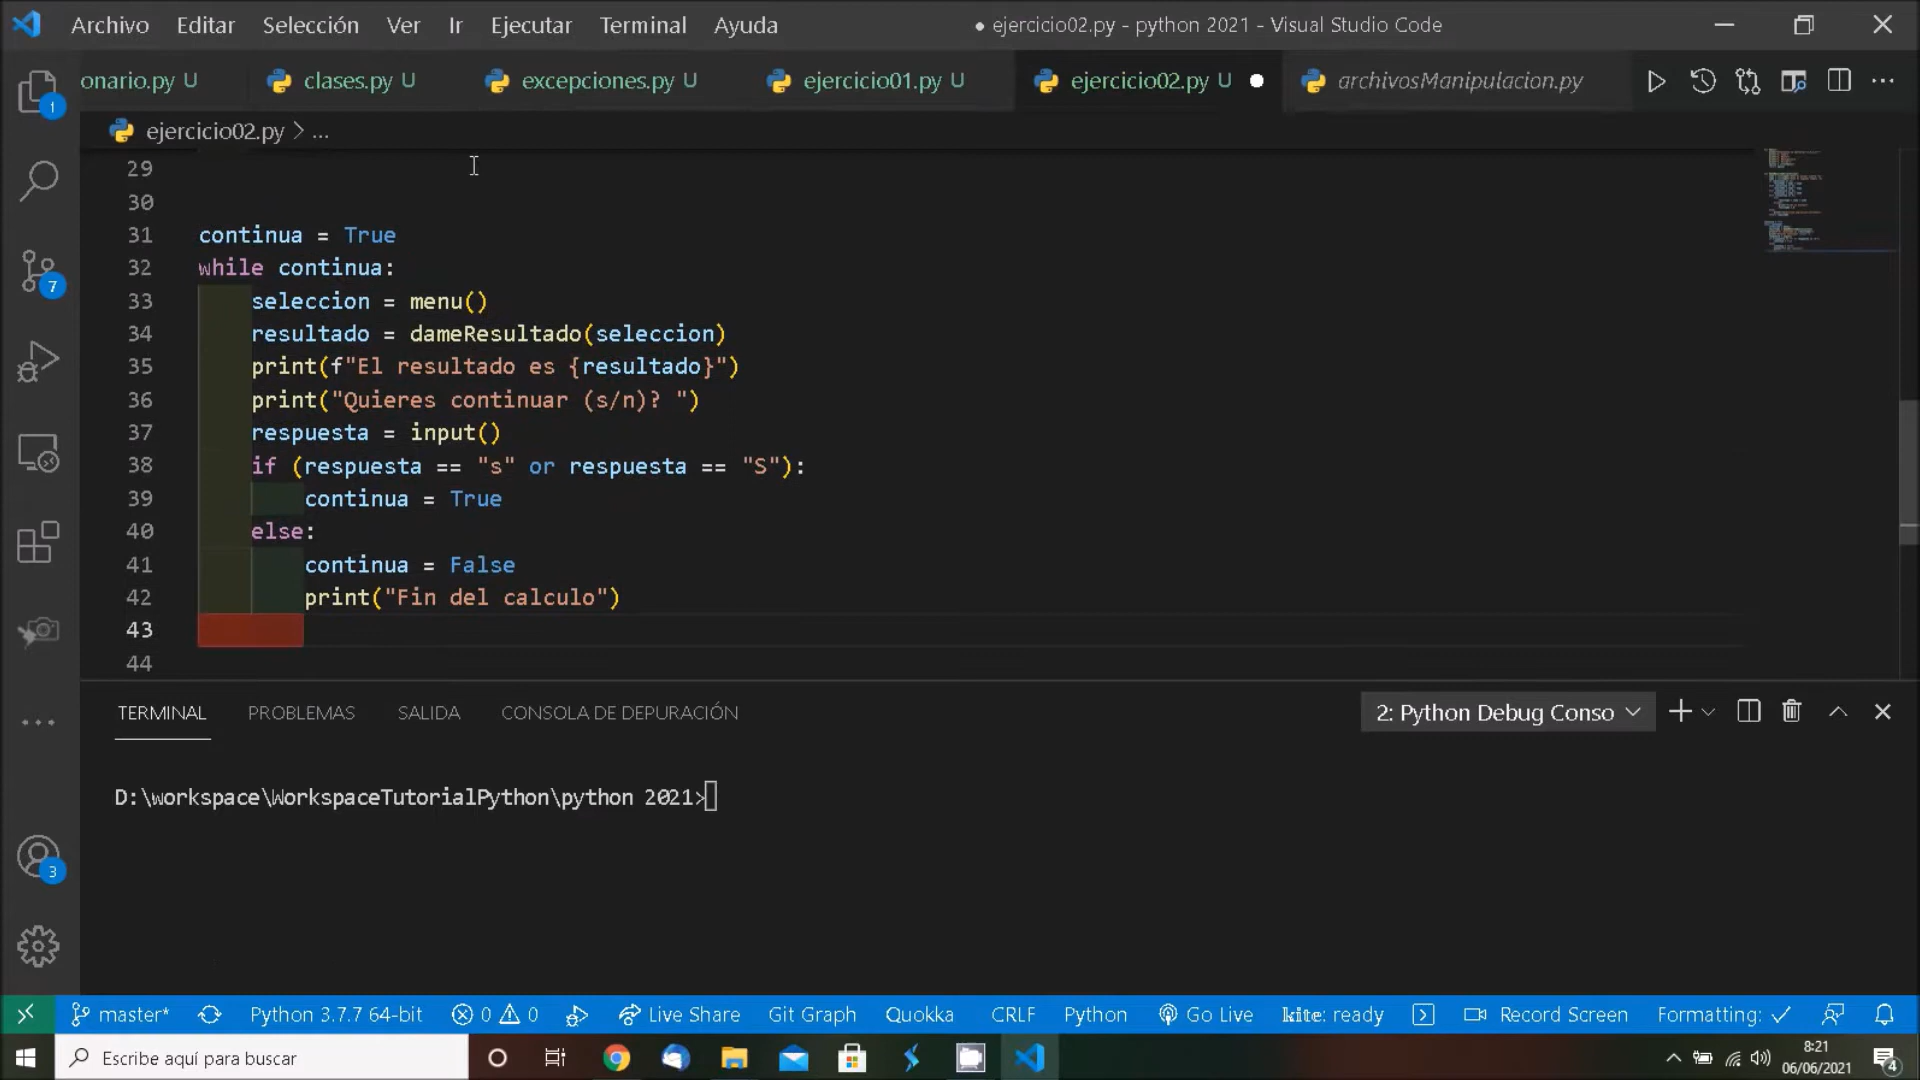 Archivo Editar Selección Ver Ir Ejecutar Terminal Ayuda ● ejercicio02.py - python 2021 - Visual Studio Code
onario.py U clases.py U excepciones.py U ejercicio01.py U ejercicio02.py U archivosManipulacion.py
ejercicio02.py > ...
29
30
31 continua = True
32 while continua:
33 seleccion = menu()
34 resultado = dameResultado(seleccion)
35 print(f"El resultado es {resultado}")
36 print("Quieres continuar (s/n)? ")
37 respuesta = input()
38 if (respuesta == "s" or respuesta == "S"):
39 continua = True
40 else:
41 continua = False
42 print("Fin del calculo")
43
44
1
7
3
TERMINAL PROBLEMAS SALIDA CONSOLA DE DEPURACIÓN 2: Python Debug Conso
D:\workspace\WorkspaceTutorialPython\python 2021>
master* Python 3.7.7 64-bit 0 0 Live Share Git Graph Quokka CRLF Python Go Live kite: ready Record Screen Formatting: ✓
Escribe aquí para buscar
8:21
06/06/2021
4